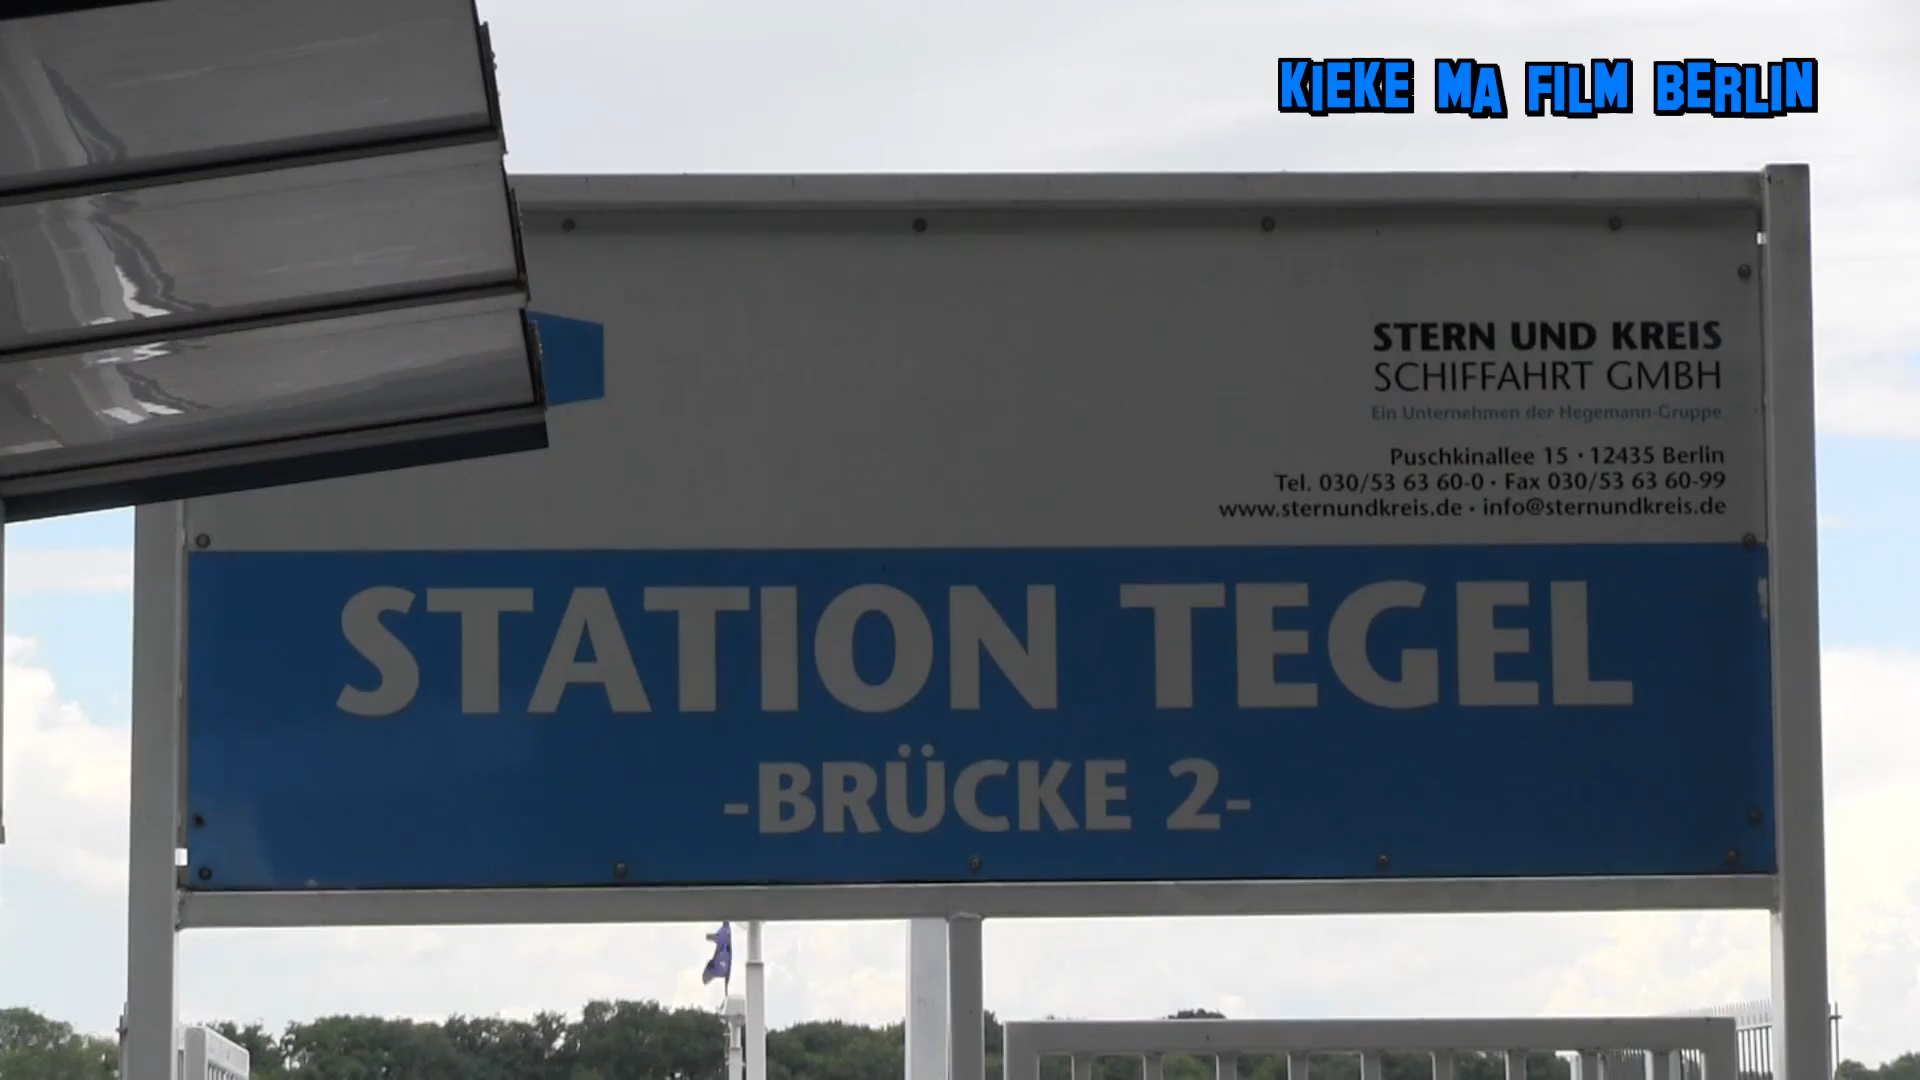 KIEKE MA FILM BERLIN
STERN UND KREIS
SCHIFFAHRT GMBH
Ein Unternehmen der Hegemann-Gruppe
Puschkinallee 15 · 12435 Berlin
Tel. 030/53 63 60-0 · Fax 030/53 63 60-99
www.sternundkreis.de · info@sternundkreis.de
STATION TEGEL
-BRÜCKE 2-